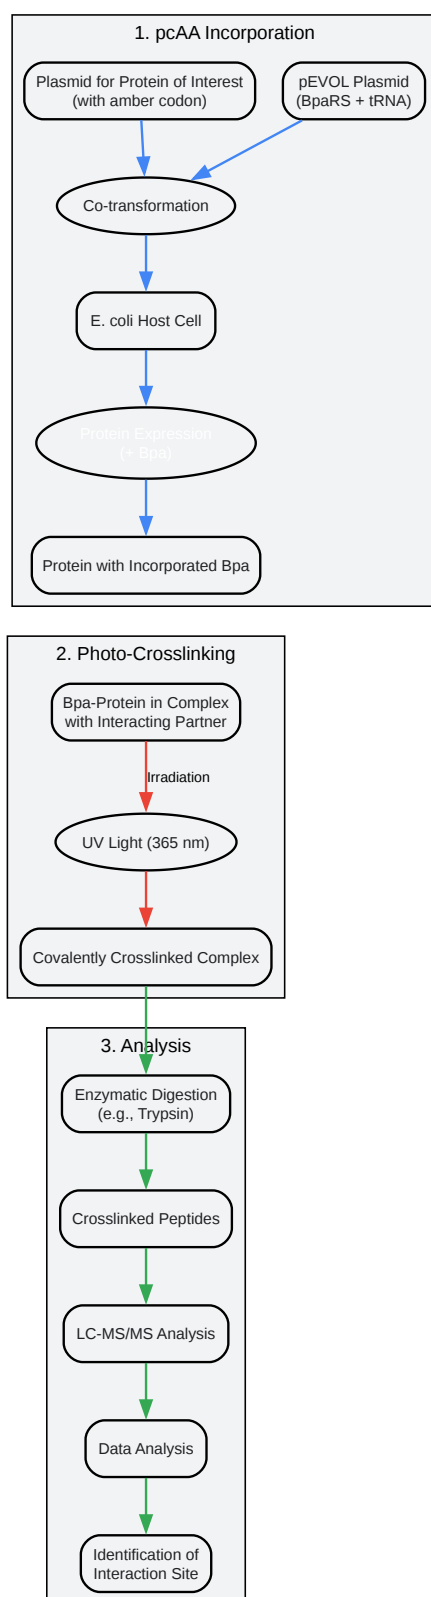 1. pcAA Incorporation
Plasmid for Protein of Interest
(with amber codon)
pEVOL Plasmid
(BpaRS + tRNA)
Co-transformation
E. coli Host Cell
Protein Expression
(+ Bpa)
Protein with Incorporated Bpa
2. Photo-Crosslinking
Bpa-Protein in Complex
with Interacting Partner
Irradiation
UV Light (365 nm)
Covalently Crosslinked Complex
3. Analysis
Enzymatic Digestion
(e.g., Trypsin)
Crosslinked Peptides
LC-MS/MS Analysis
Data Analysis
Identification of
Interaction Site